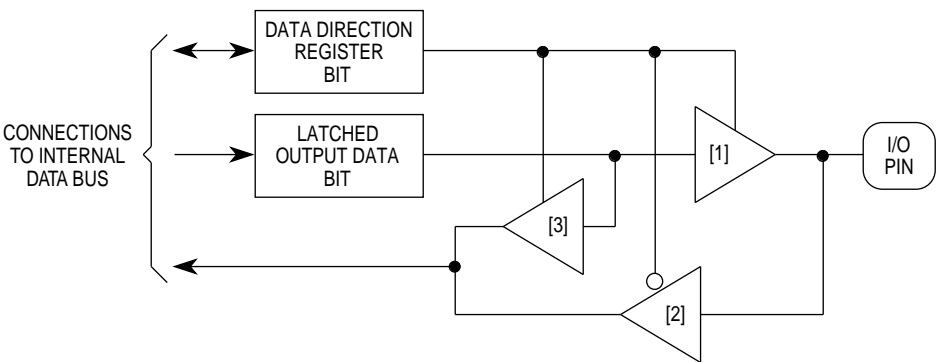 DATA DIRECTION
REGISTER
BIT
CONNECTIONS
TO INTERNAL
DATA BUS
LATCHED
OUTPUT DATA
BIT
[1]
I/O
PIN
[3]
[2]